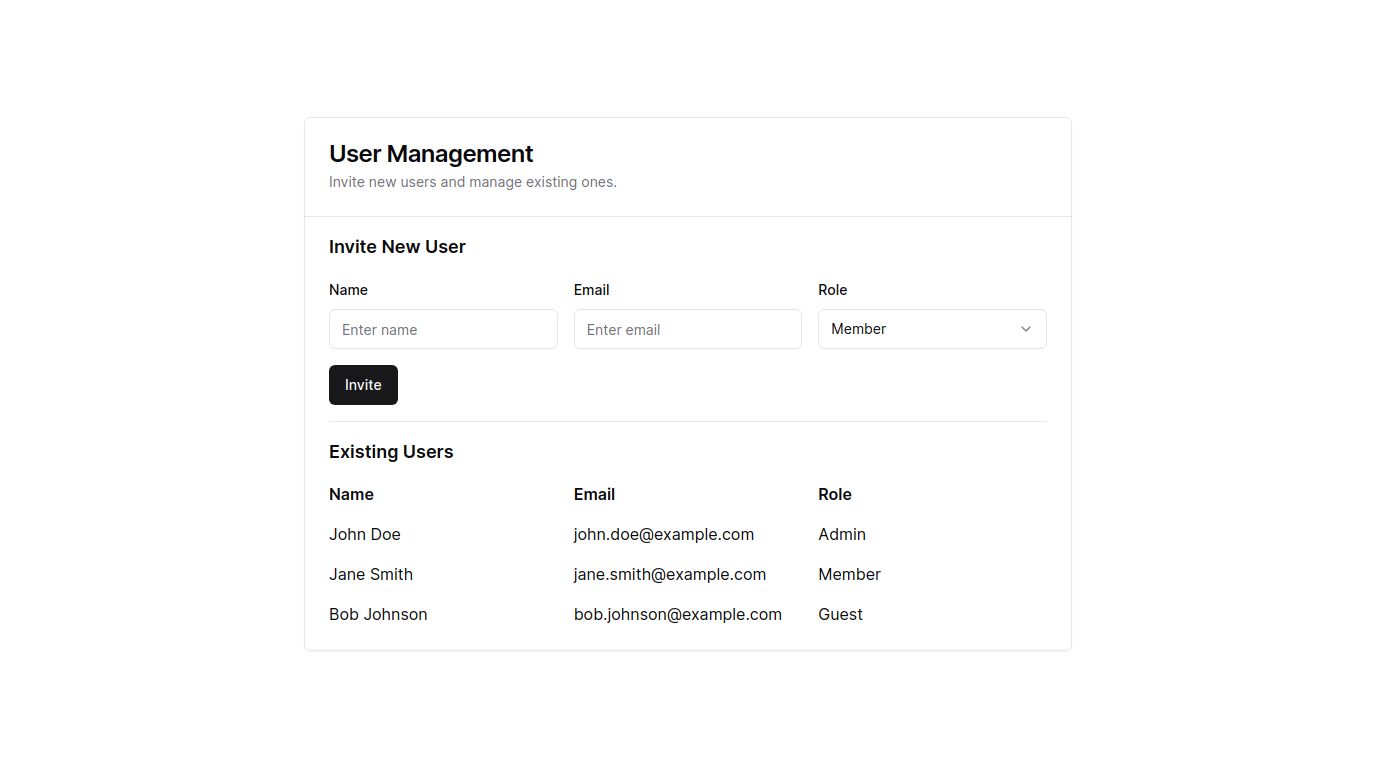 User Management
Invite new users and manage existing ones.
Invite New User
Name Email Role
Enter name Enter email Member
Invite
Existing Users
Name Email Role
John Doe john.doe@example.com Admin
Jane Smith jane.smith@example.com Member
Bob Johnson bob.johnson@example.com Guest